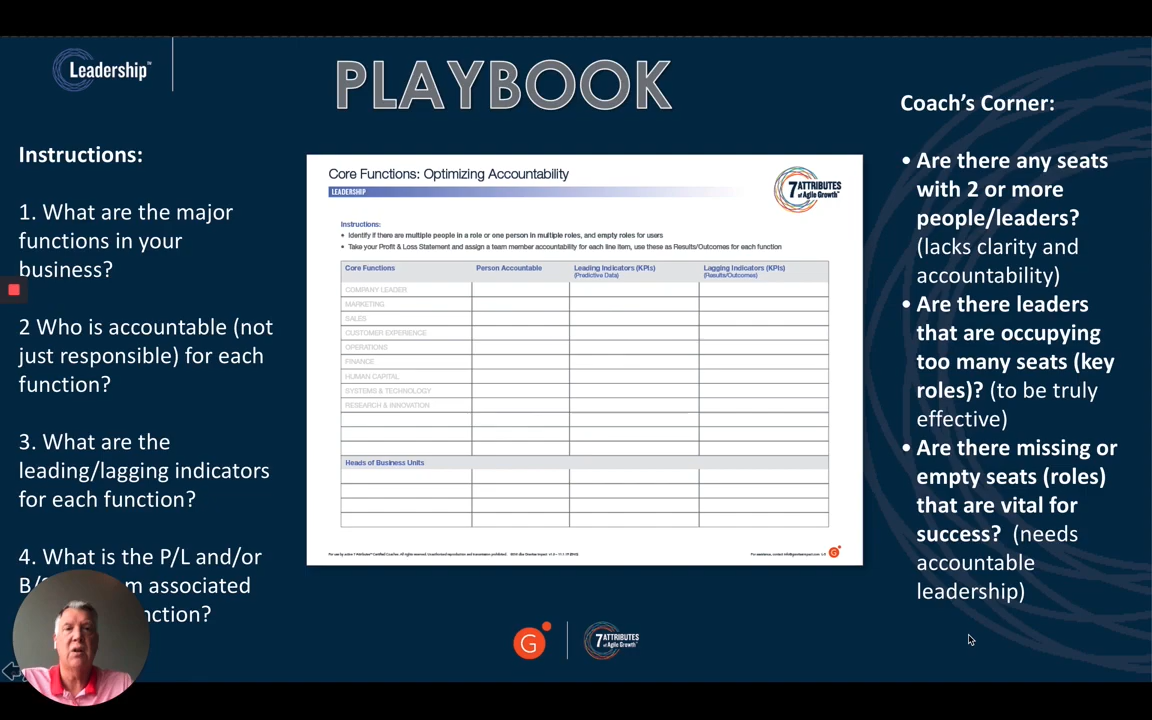 Leadership™
PLAYBOOK
Instructions:
1. What are the major
functions in your
business?
2 Who is accountable (not
just responsible) for each
function?
3. What are the
leading/lagging indicators
for each function?
4. What is the P/L and/or
B/
associated
nction?
Core Functions: Optimizing Accountability
LEADERSHIP
7 ATTRIBUTES
of Agile Growth™
Instructions:
• Identify if there are multiple people in a role or one person in multiple roles, and empty roles for users
• Take your Profit & Loss Statement and assign a team member accountability for each line item, use these as Results/Outcomes for each function
Core Functions Person Accountable Leading Indicators (KPIs) Lagging Indicators (KPIs)
(Predictive Data) (Results/Outcomes)
COMPANY LEADER
MARKETING
SALES
CUSTOMER EXPERIENCE
OPERATIONS
FINANCE
HUMAN CAPITAL
SYSTEMS & TECHNOLOGY
RESEARCH & INNOVATION
Heads of Business Units
G
G
7 ATTRIBUTES
of Agile Growth™
Coach's Corner:
• Are there any seats
with 2 or more
people/leaders?
(lacks clarity and
accountability)
• Are there leaders
that are occupying
too many seats (key
roles)? (to be truly
effective)
• Are there missing or
empty seats (roles)
that are vital for
success? (needs
accountable
leadership)